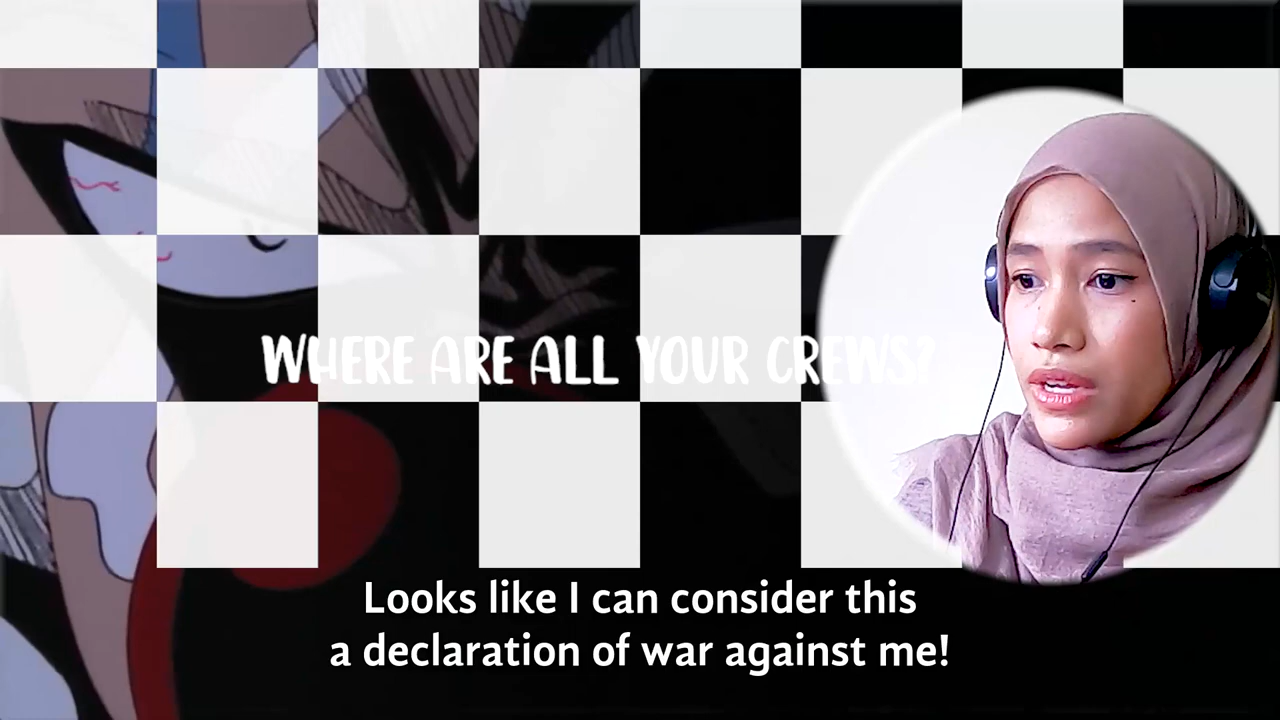 WHERE ARE ALL YOUR CREWS?
Looks like I can consider this
a declaration of war against me!